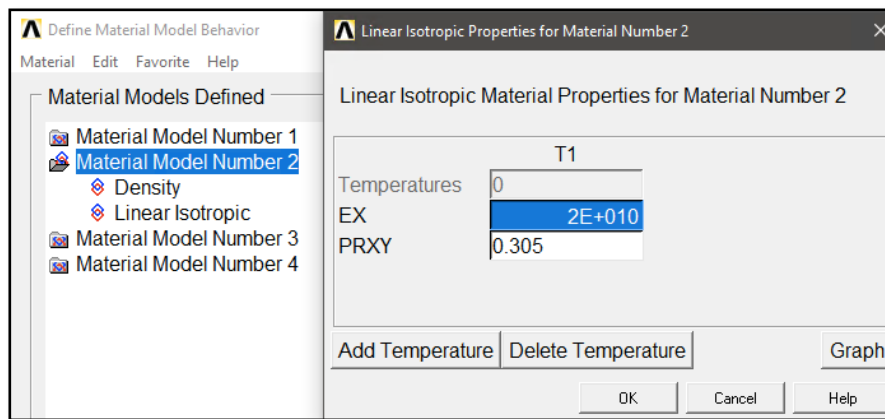 Define Material Model Behavior
Material Edit Favorite Help
Material Models Defined
Material Model Number 1
Material Model Number 2
Density
Linear Isotropic
Material Model Number 3
Material Model Number 4
Linear Isotropic Properties for Material Number 2
Linear Isotropic Material Properties for Material Number 2
T1
Temperatures 0
EX 2E+010
PRXY 0.305
Add Temperature Delete Temperature Graph
OK Cancel Help